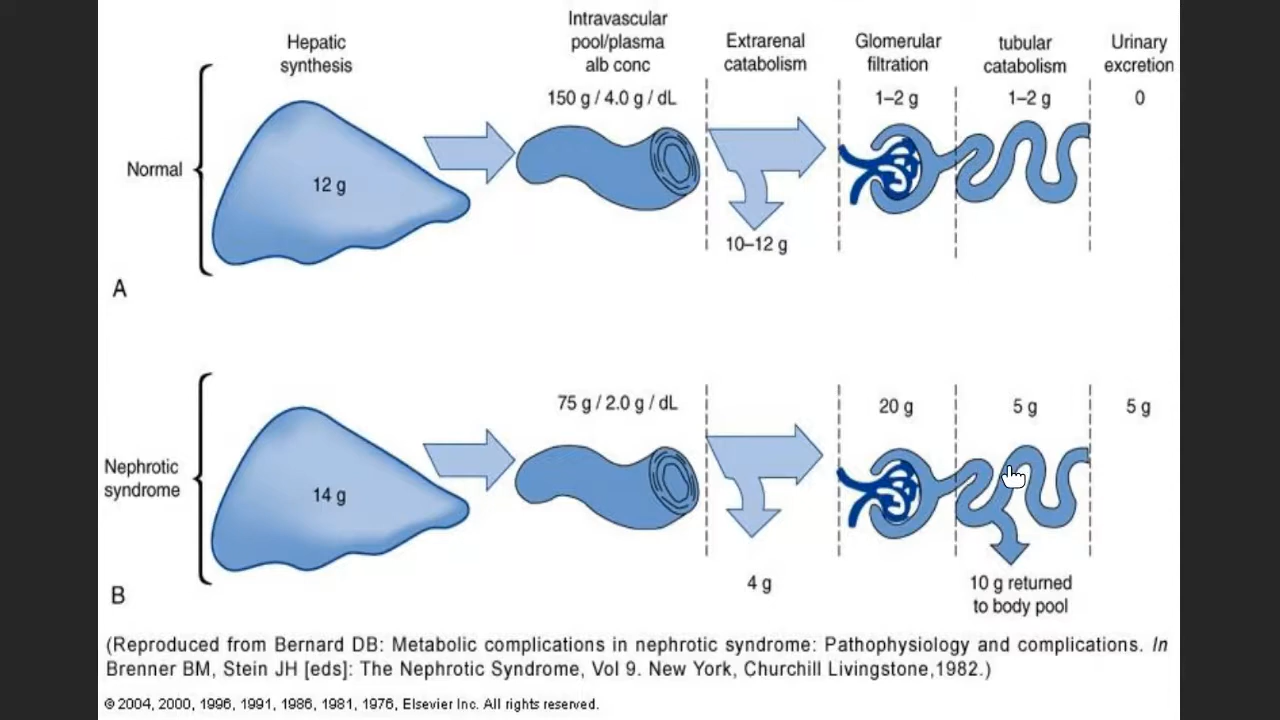 Hepatic
synthesis
Intravascular
pool/plasma
alb conc
Extrarenal
catabolism
Glomerular
filtration
tubular
catabolism
Urinary
excretion
150 g / 4.0 g / dL
1–2 g
1–2 g
0
Normal
12 g
10–12 g
A
75 g / 2.0 g / dL
20 g
5 g
5 g
Nephrotic
syndrome
14 g
4 g
10 g returned
to body pool
B
(Reproduced from Bernard DB: Metabolic complications in nephrotic syndrome: Pathophysiology and complications. In
Brenner BM, Stein JH [eds]: The Nephrotic Syndrome, Vol 9. New York, Churchill Livingstone,1982.)
© 2004, 2000, 1996, 1991, 1986, 1981, 1976, Elsevier Inc. All rights reserved.